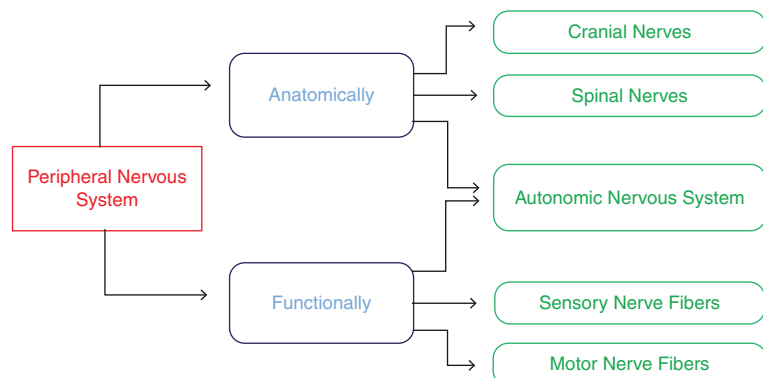 Peripheral Nervous
System
Anatomically
Functionally
Cranial Nerves
Spinal Nerves
Autonomic Nervous System
Sensory Nerve Fibers
Motor Nerve Fibers